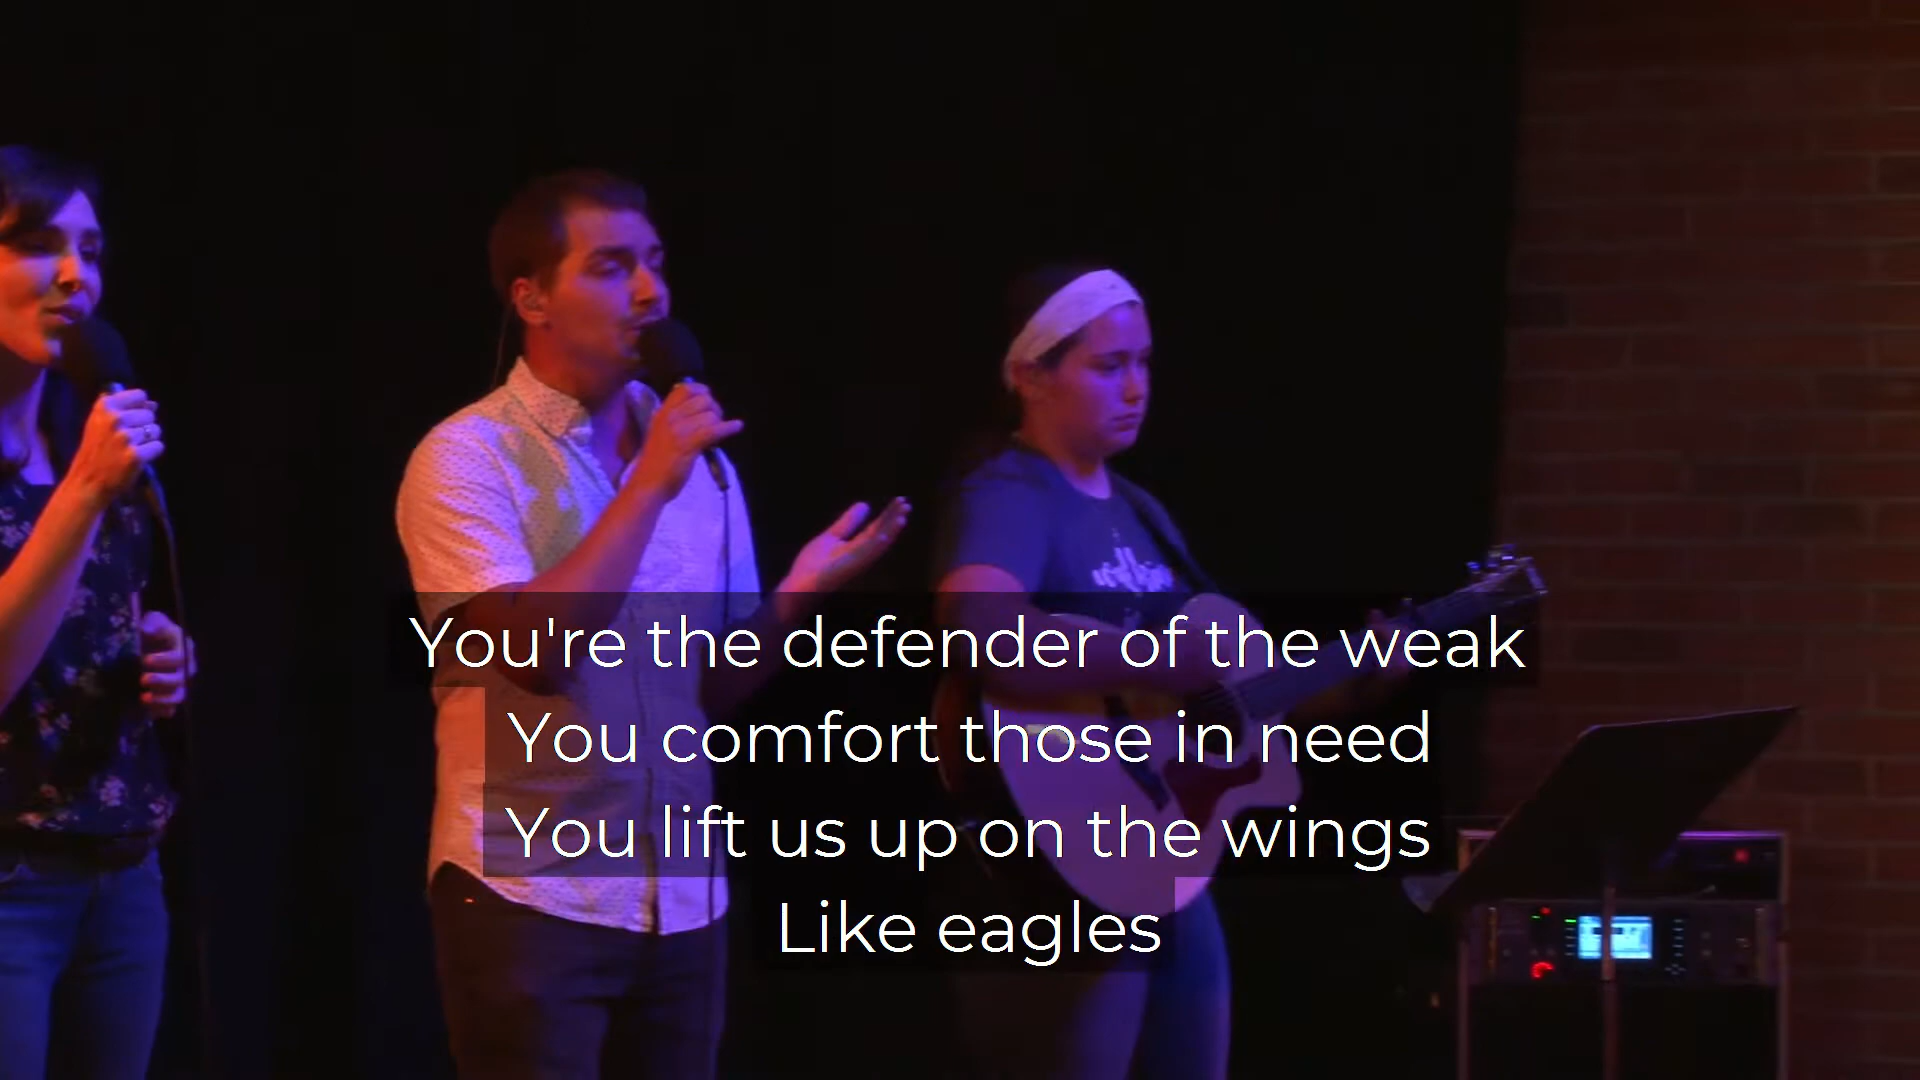 You're the defender of the weak
You comfort those in need
You lift us up on the wings
Like eagles